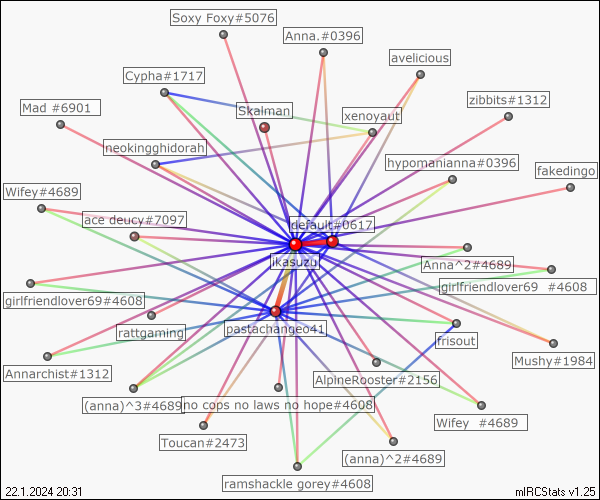 Soxy Foxy#5076
Anna.#0396
avelicious
Cypha#1717
zibbits#1312
Mad #6901
Skalman
xenoyaut
neokingghidorah
hypomanianna#0396
fakedingo
Wifey#4689
ace deucy#7097
default#0617
ikasuzu
Anna^2#4689
girlfriendlover69 #4608
girlfriendlover69#4608
rattgaming
pastachangeo41
frisout
Mushy#1984
Annarchist#1312
AlpineRooster#2156
(anna)^3#4689
no cops no laws no hope#4608
Wifey #4689
Toucan#2473
(anna)^2#4689
ramshackle gorey#4608
22.1.2024 20:31
mIRCStats v1.25